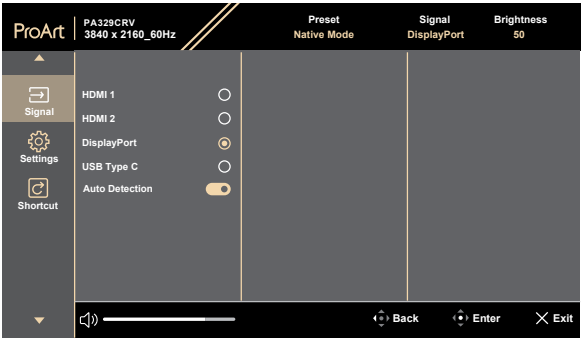 ProArt
PA329CRV
3840 x 2160_60Hz
Preset
Native Mode
Signal
DisplayPort
Brightness
50
Signal
Settings
Shortcut
HDMI 1
HDMI 2
DisplayPort
USB Type C
Auto Detection
Back
Enter
Exit